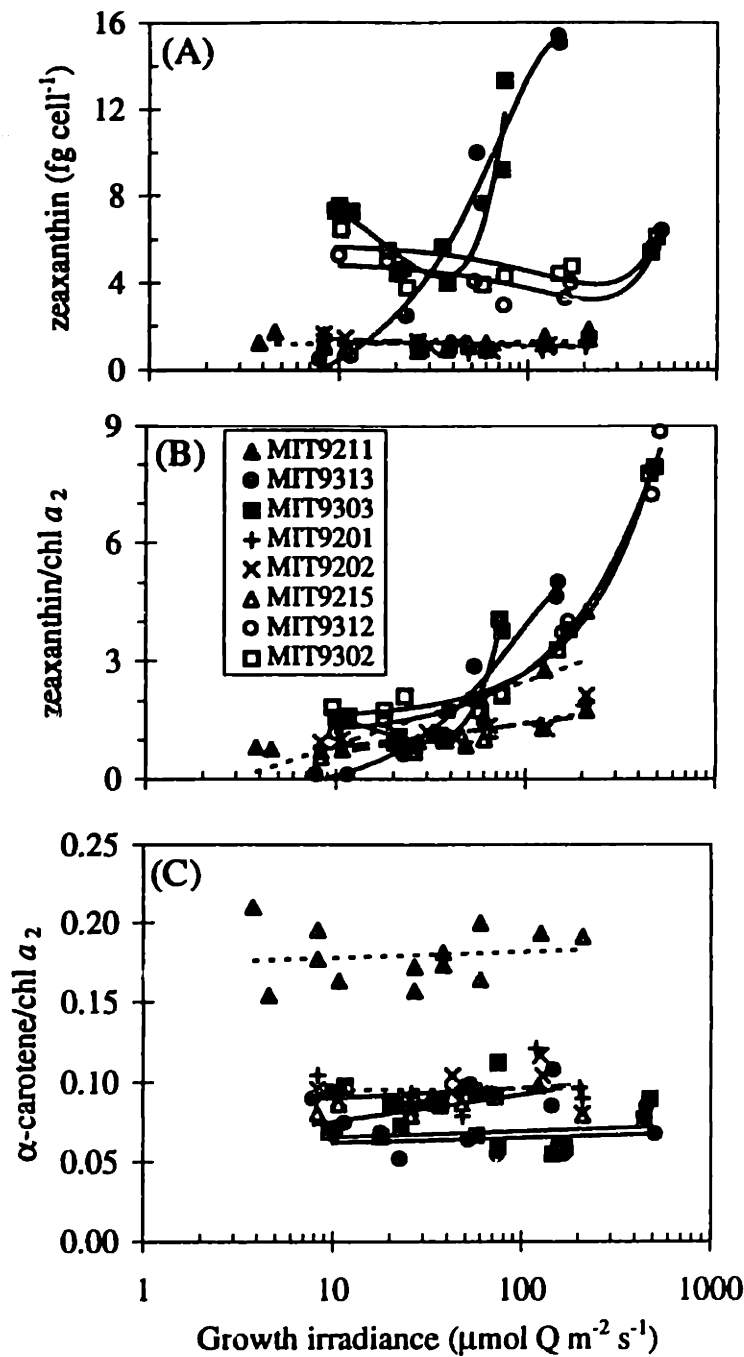 (A)
16
12
8
4
0
zeaxanthin (fg cell⁻¹)
(B)
9
6
3
0
zeaxanthin/chl a₂
MIT9211
MIT9313
MIT9303
MIT9201
MIT9202
MIT9215
MIT9312
MIT9302
(C)
0.25
0.20
0.15
0.10
0.05
0.00
α-carotene/chl a₂
1 10 100 1000
Growth irradiance (μmol Q m⁻² s⁻¹)